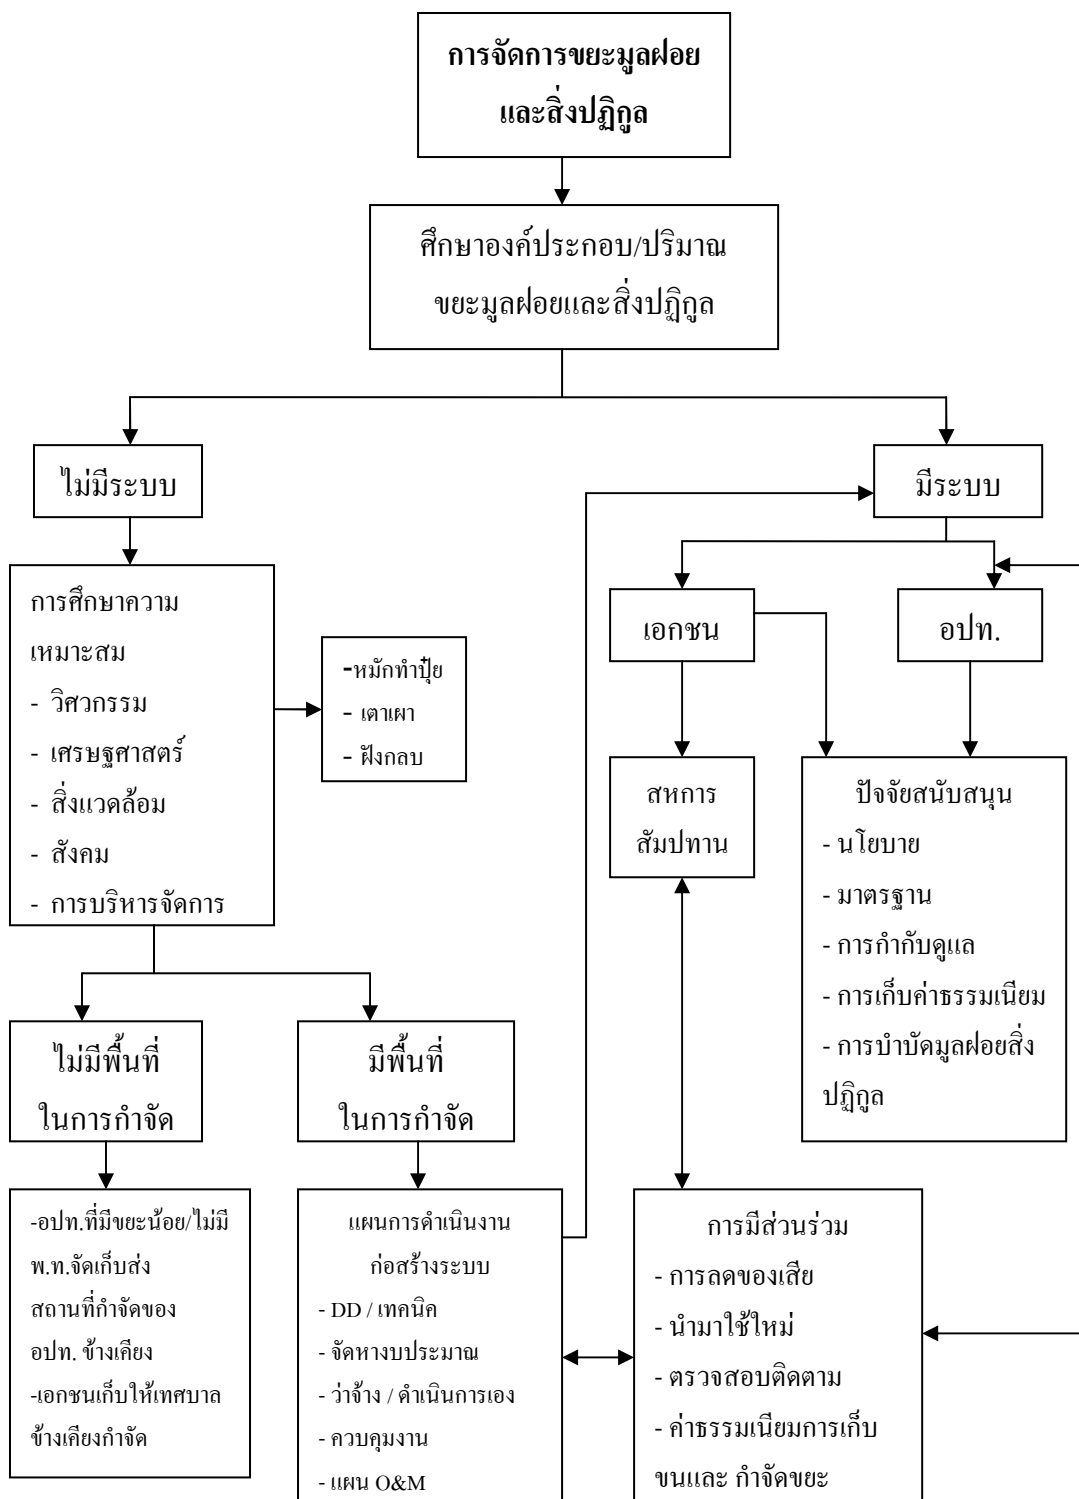 การจัดการขยะมูลฝอย
และสิ่งปฏิกูล
ศึกษาองค์ประกอบ/ปริมาณ
ขยะมูลฝอยและสิ่งปฏิกูล
ไม่มีระบบ
มีระบบ
การศึกษาความ
เหมาะสม
- วิศวกรรม
- เศรษฐศาสตร์
- สิ่งแวดล้อม
- สังคม
- การบริหารจัดการ
-หมักทำปุ๋ย
- เตาเผา
- ฝังกลบ
เอกชน
อปท.
สหการ
สัมปทาน
ปัจจัยสนับสนุน
- นโยบาย
- มาตรฐาน
- การกำกับดูแล
- การเก็บค่าธรรมเนียม
- การบำบัดมูลฝอยสิ่ง
ปฏิกูล
ไม่มีพื้นที่
ในการกำจัด
มีพื้นที่
ในการกำจัด
-อปท.ที่มีขยะน้อย/ไม่มี
พ.ท.จัดเก็บส่ง
สถานที่กำจัดของ
อปท. ข้างเคียง
-เอกชนเก็บให้เทศบาล
ข้างเคียงกำจัด
แผนการดำเนินงาน
ก่อสร้างระบบ
- DD / เทคนิค
- จัดหางบประมาณ
- ว่าจ้าง / ดำเนินการเอง
- ควบคุมงาน
- แผน O&M
การมีส่วนร่วม
- การลดของเสีย
- นำมาใช้ใหม่
- ตรวจสอบติดตาม
- ค่าธรรมเนียมการเก็บ
ขนและ กำจัดขยะ